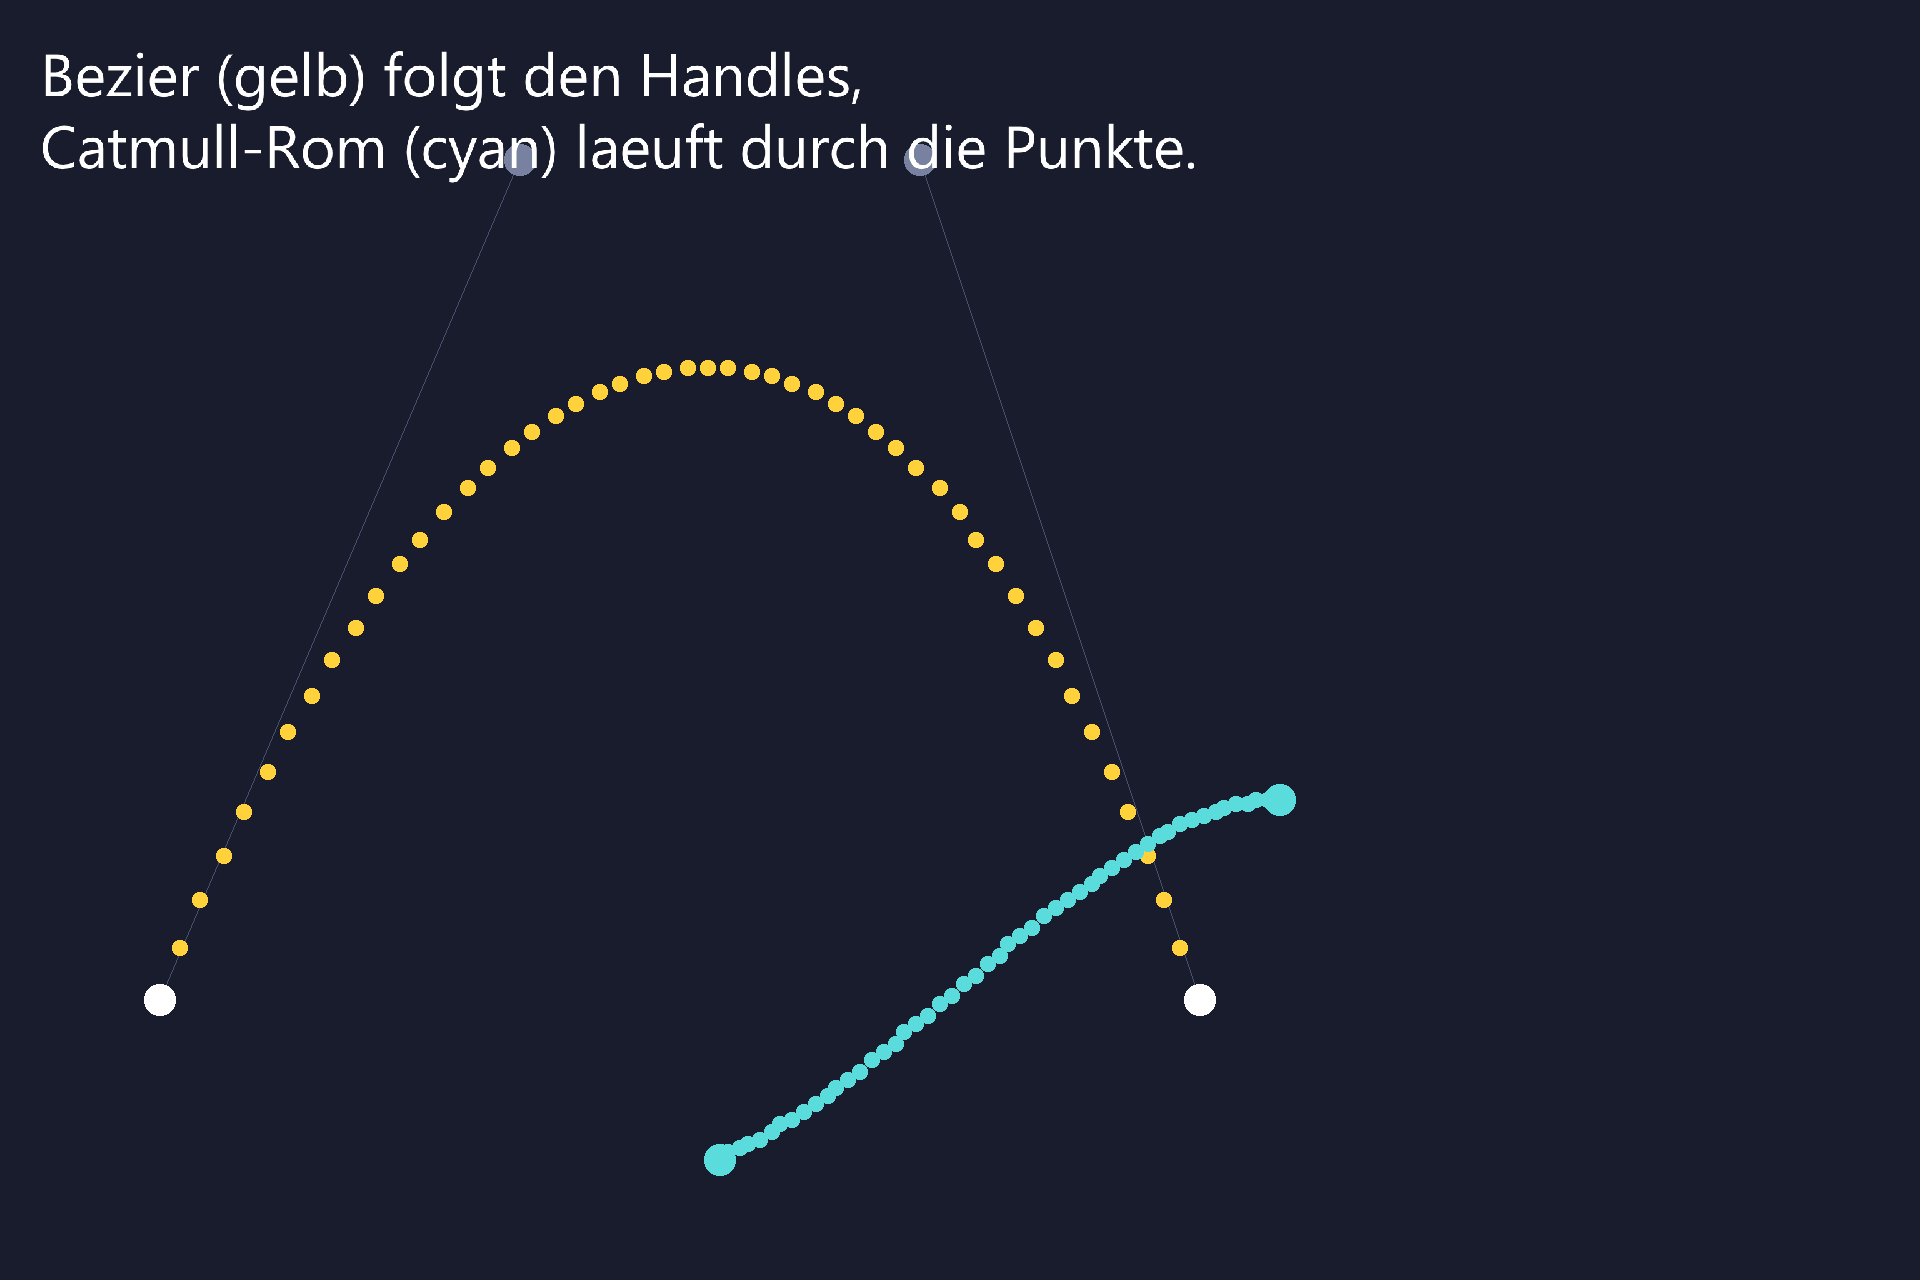 Bezier (gelb) folgt den Handles,
Catmull-Rom (cyan) laeuft durch die Punkte.